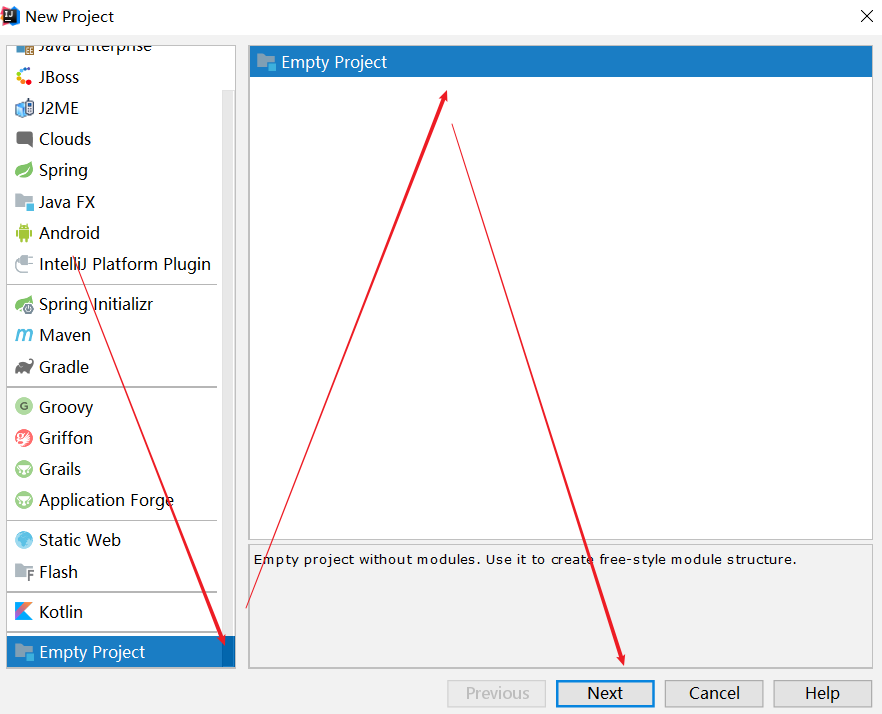 New Project
Java Enterprise
JBoss
J2ME
Clouds
Spring
Java FX
Android
IntelliJ Platform Plugin
Spring Initializr
Maven
Gradle
Groovy
Griffon
Grails
Application Forge
Static Web
Flash
Kotlin
Empty Project
Empty Project
Empty project without modules. Use it to create free-style module structure.
Previous
Next
Cancel
Help